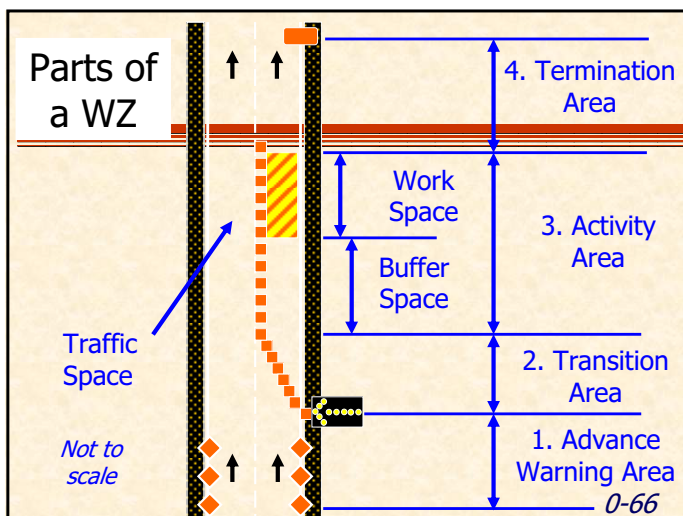 Parts of
a WZ
4. Termination
Area
Work
Space
3. Activity
Area
Buffer
Space
Traffic
Space
2. Transition
Area
Not to
scale
1. Advance
Warning Area
0-66